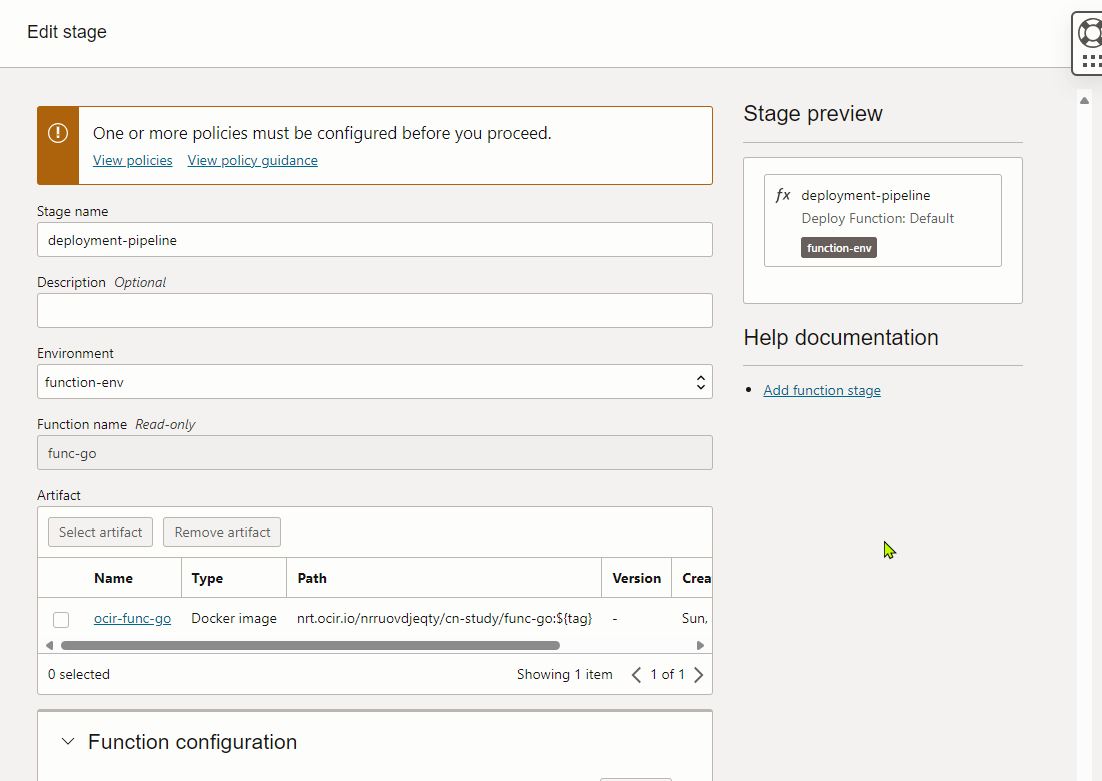 Edit stage
One or more policies must be configured before you proceed.
View policies View policy guidance
Stage name
deployment-pipeline
Description Optional
Environment
function-env
Function name Read-only
func-go
Artifact
Select artifact Remove artifact
Name Type Path Version Crea
ocir-func-go Docker image nrt.ocir.io/nrruovdjeqty/cn-study/func-go:${tag} - Sun,
0 selected Showing 1 item 1 of 1
Function configuration
Stage preview
fx deployment-pipeline
Deploy Function: Default
function-env
Help documentation
• Add function stage